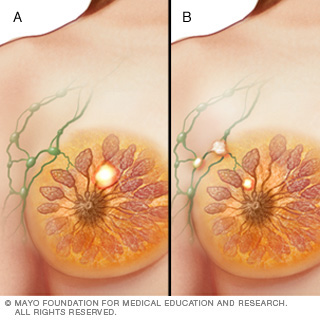 A
B
© MAYO FOUNDATION FOR MEDICAL EDUCATION AND RESEARCH.
ALL RIGHTS RESERVED.